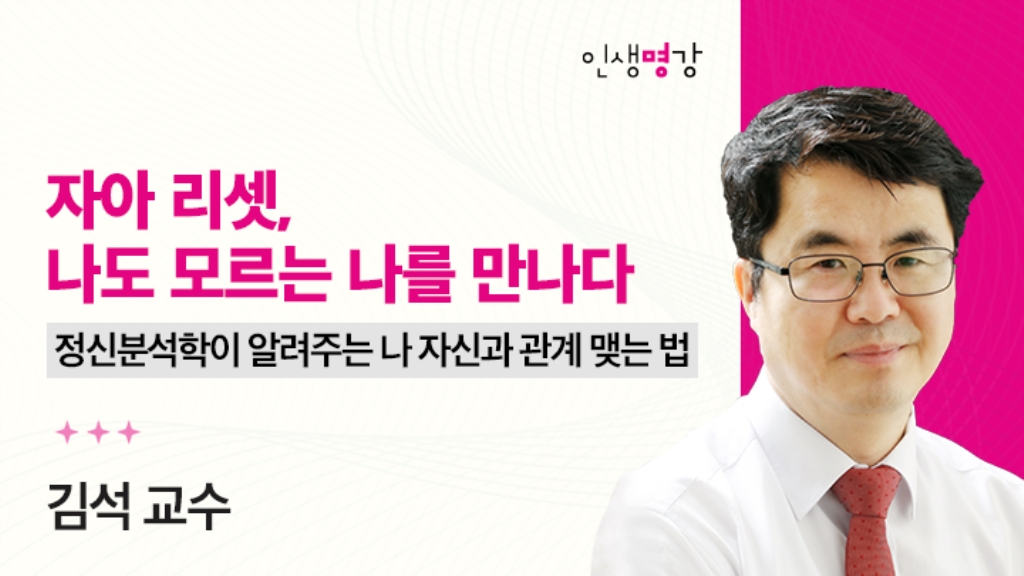 인생명강
자아 리셋,
나도 모르는 나를 만나다
정신분석학이 알려주는 나 자신과 관계 맺는 법
김석 교수